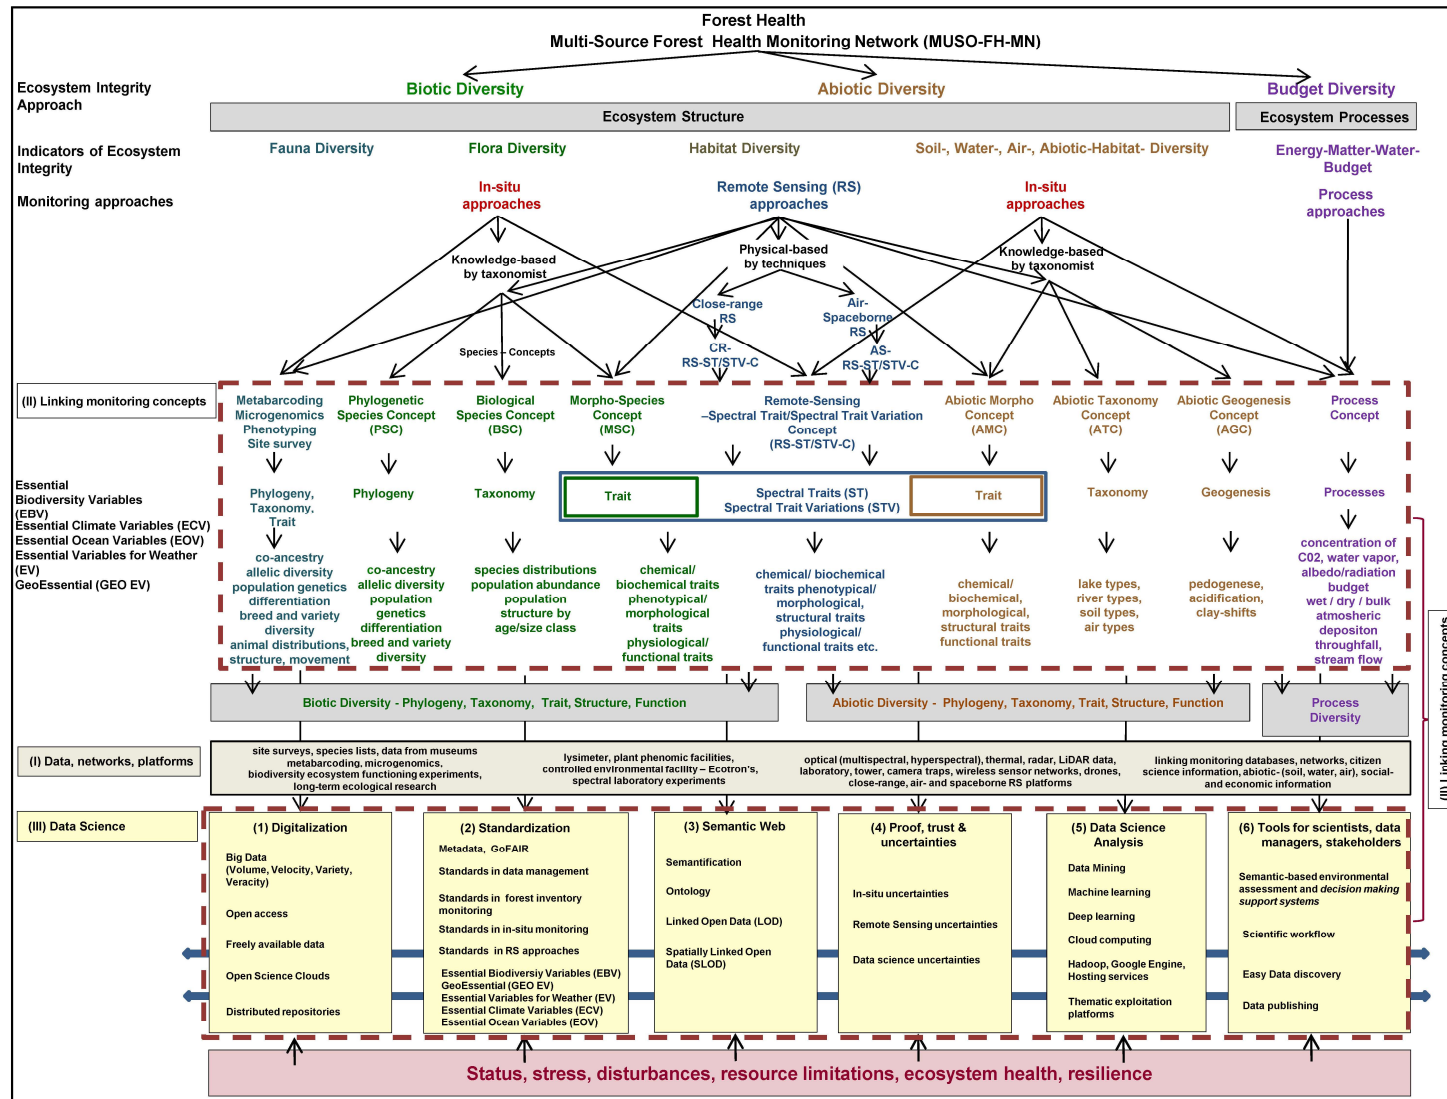 Forest Health
Multi-Source Forest Health Monitoring Network (MUSO-FH-MN)
Ecosystem Integrity
Approach
Biotic Diversity
Abiotic Diversity
Budget Diversity
Ecosystem Structure
Ecosystem Processes
Indicators of Ecosystem
Integrity
Fauna Diversity
Flora Diversity
Habitat Diversity
Soil-, Water-, Air-, Abiotic-Habitat- Diversity
Energy-Matter-Water-
Budget
Monitoring approaches
In-situ
approaches
Remote Sensing (RS)
approaches
In-situ
approaches
Process
approaches
Knowledge-based
by taxonomist
Physical-based
by techniques
Knowledge-based
by taxonomist
Close-range
RS
Air-
Spaceborne
RS
Species – Concepts
CR-
RS-ST/STV-C
AS-
RS-ST/STV-C
(II) Linking monitoring concepts
Metabarcoding
Microgenomics
Phenotyping
Site survey
Phylogenetic
Species Concept
(PSC)
Biological
Species Concept
(BSC)
Morpho-Species
Concept
(MSC)
Remote-Sensing
–Spectral Trait/Spectral Trait Variation
Concept
(RS-ST/STV-C)
Abiotic Morpho
Concept
(AMC)
Abiotic Taxonomy
Concept
(ATC)
Abiotic Geogenesis
Concept
(AGC)
Process
Concept
Essential
Biodiversity Variables
(EBV)
Essential Climate Variables (ECV)
Essential Ocean Variables (EOV)
Essential Variables for Weather
(EV)
GeoEssential (GEO EV)
Phylogeny,
Taxonomy,
Trait
Phylogeny
Taxonomy
Trait
Spectral Traits (ST)
Spectral Trait Variations (STV)
Trait
Taxonomy
Geogenesis
Processes
co-ancestry
allelic diversity
population genetics
differentiation
breed and variety
diversity
animal distributions,
structure, movement
co-ancestry
allelic diversity
population
genetics
differentiation
breed and variety
diversity
species distributions
population abundance
population
structure by
age/size class
chemical/
biochemical traits
phenotypical/
morphological
traits
physiological/
functional traits
chemical/ biochemical
traits phenotypical/
morphological,
structural traits
physiological/
functional traits etc.
chemical/
biochemical,
morphological,
structural traits
functional traits
lake types,
river types,
soil types,
air types
pedogenese,
acidification,
clay-shifts
concentration of
C02, water vapor,
albedo/radiation
budget
wet / dry / bulk
atmosheric
depositon
throughfall,
stream flow
(II) Linking monitoring concepts
Biotic Diversity - Phylogeny, Taxonomy, Trait, Structure, Function
Abiotic Diversity - Phylogeny, Taxonomy, Trait, Structure, Function
Process
Diversity
(I) Data, networks, platforms
site surveys, species lists, data from museums
metabarcoding, microgenomics,
biodiversity ecosystem functioning experiments,
long-term ecological research
lysimeter, plant phenomic facilities,
controlled environmental facility – Ecotron's,
spectral laboratory experiments
optical (multispectral, hyperspectral), thermal, radar, LiDAR data,
laboratory, tower, camera traps, wireless sensor networks, drones,
close-range, air- and spaceborne RS platforms
linking monitoring databases, networks, citizen
science information, abiotic- (soil, water, air), social-
and economic information
(III) Data Science
(1) Digitalization
Big Data
(Volume, Velocity, Variety,
Veracity)
Open access
Freely available data
Open Science Clouds
Distributed repositories
(2) Standardization
Metadata, GoFAIR
Standards in data management
Standards in forest inventory
monitoring
Standards in in-situ monitoring
Standards in RS approaches
Essential Biodiversiy Variables (EBV)
GeoEssential (GEO EV)
Essential Variables for Weather (EV)
Essential Climate Variables (ECV)
Essential Ocean Variables (EOV)
(3) Semantic Web
Semantification
Ontology
Linked Open Data (LOD)
Spatially Linked Open
Data (SLOD)
(4) Proof, trust &
uncertainties
In-situ uncertainties
Remote Sensing uncertainties
Data science uncertainties
(5) Data Science
Analysis
Data Mining
Machine learning
Deep learning
Cloud computing
Hadoop, Google Engine,
Hosting services
Thematic exploitation
platforms
(6) Tools for scientists, data
managers, stakeholders
Semantic-based environmental
assessment and decision making
support systems
Scientific workflow
Easy Data discovery
Data publishing
Status, stress, disturbances, resource limitations, ecosystem health, resilience